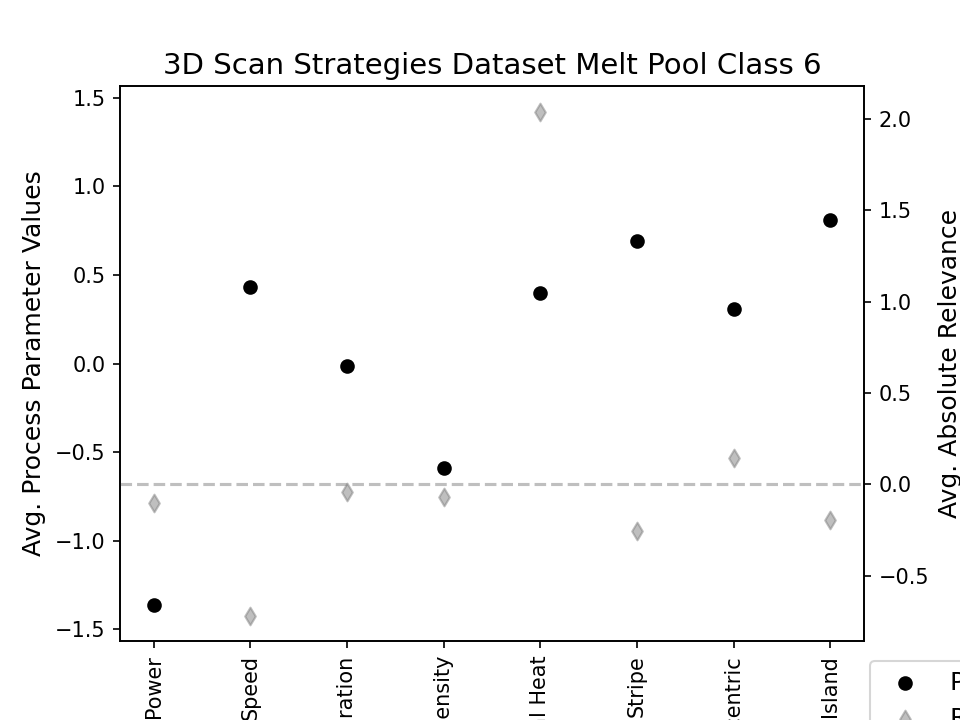 3D Scan Strategies Dataset Melt Pool Class 6
Avg. Process Parameter Values
1.5
1.0
0.5
0.0
−0.5
−1.0
−1.5
2.0
1.5
1.0
0.5
0.0
−0.5
Avg. Absolute Relevance
Power
Speed
ration
ensity
l Heat
Stripe
entric
Island